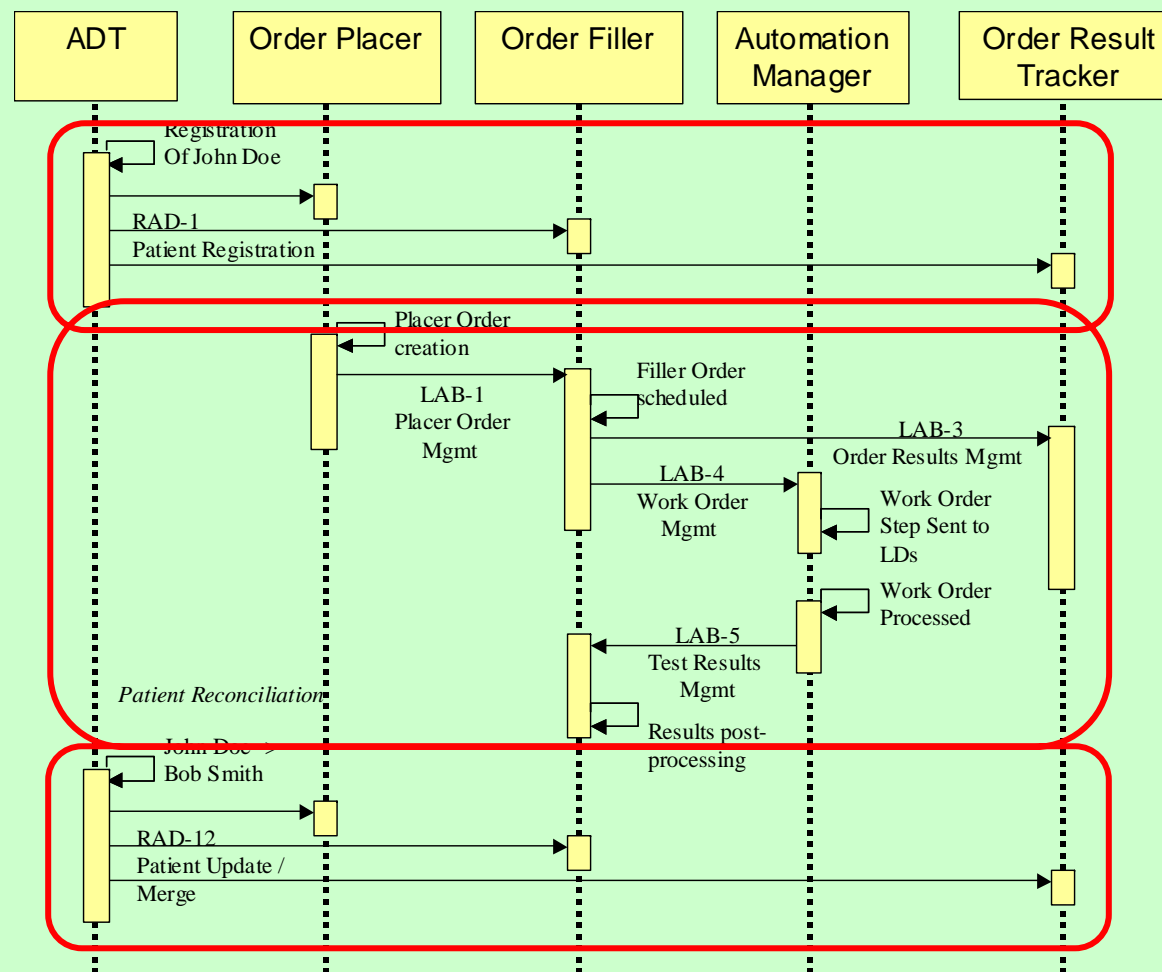 ADT
Order Placer
Order Filler
Automation
Manager
Order Result
Tracker
Registration
Of John Doe
RAD-1
Patient Registration
Placer Order
creation
LAB-1
Placer Order
Mgmt
Filler Order
scheduled
LAB-3
Order Results Mgmt
LAB-4
Work Order
Mgmt
Work Order
Step Sent to
LDs
Work Order
Processed
LAB-5
Test Results
Mgmt
Patient Reconciliation
Results post-
processing
John Doe ->
Bob Smith
RAD-12
Patient Update /
Merge